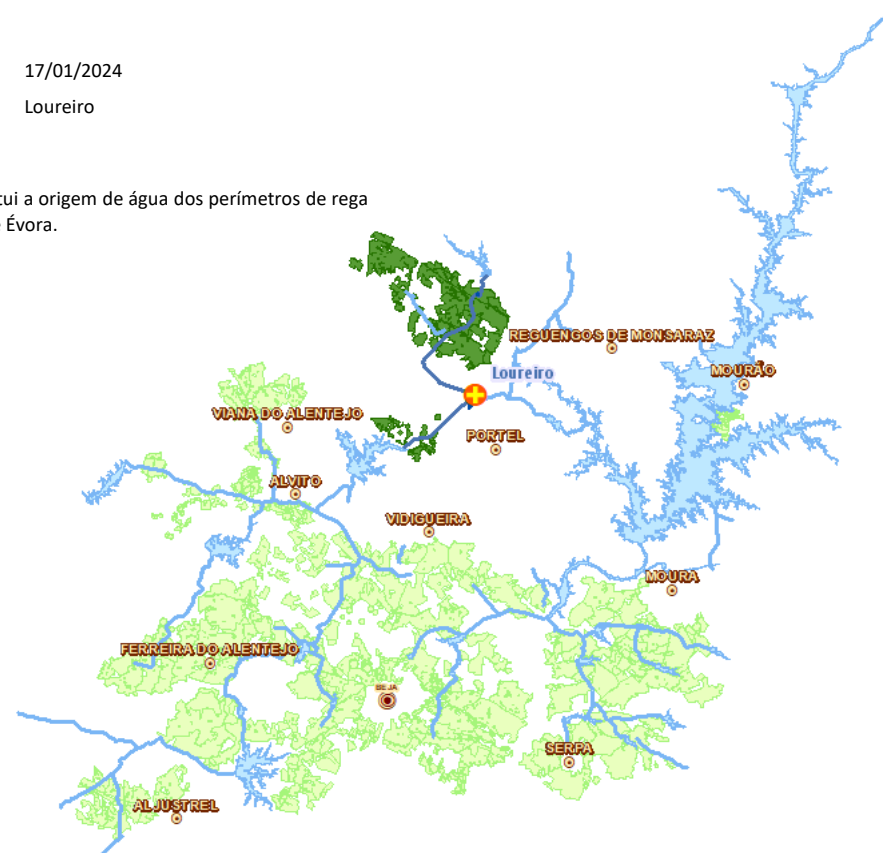 17/01/2024
Loureiro
tui a origem de água dos perímetros de rega
Évora.
REGUENGOS DE MONSARAZ
Loureiro
MOURÃO
VIANA DO ALENTEJO
PORTEL
ALVITO
VIDIGUEIRA
MOURA
FERREIRA DO ALENTEJO
BEJA
SERPA
ALJUSTREL